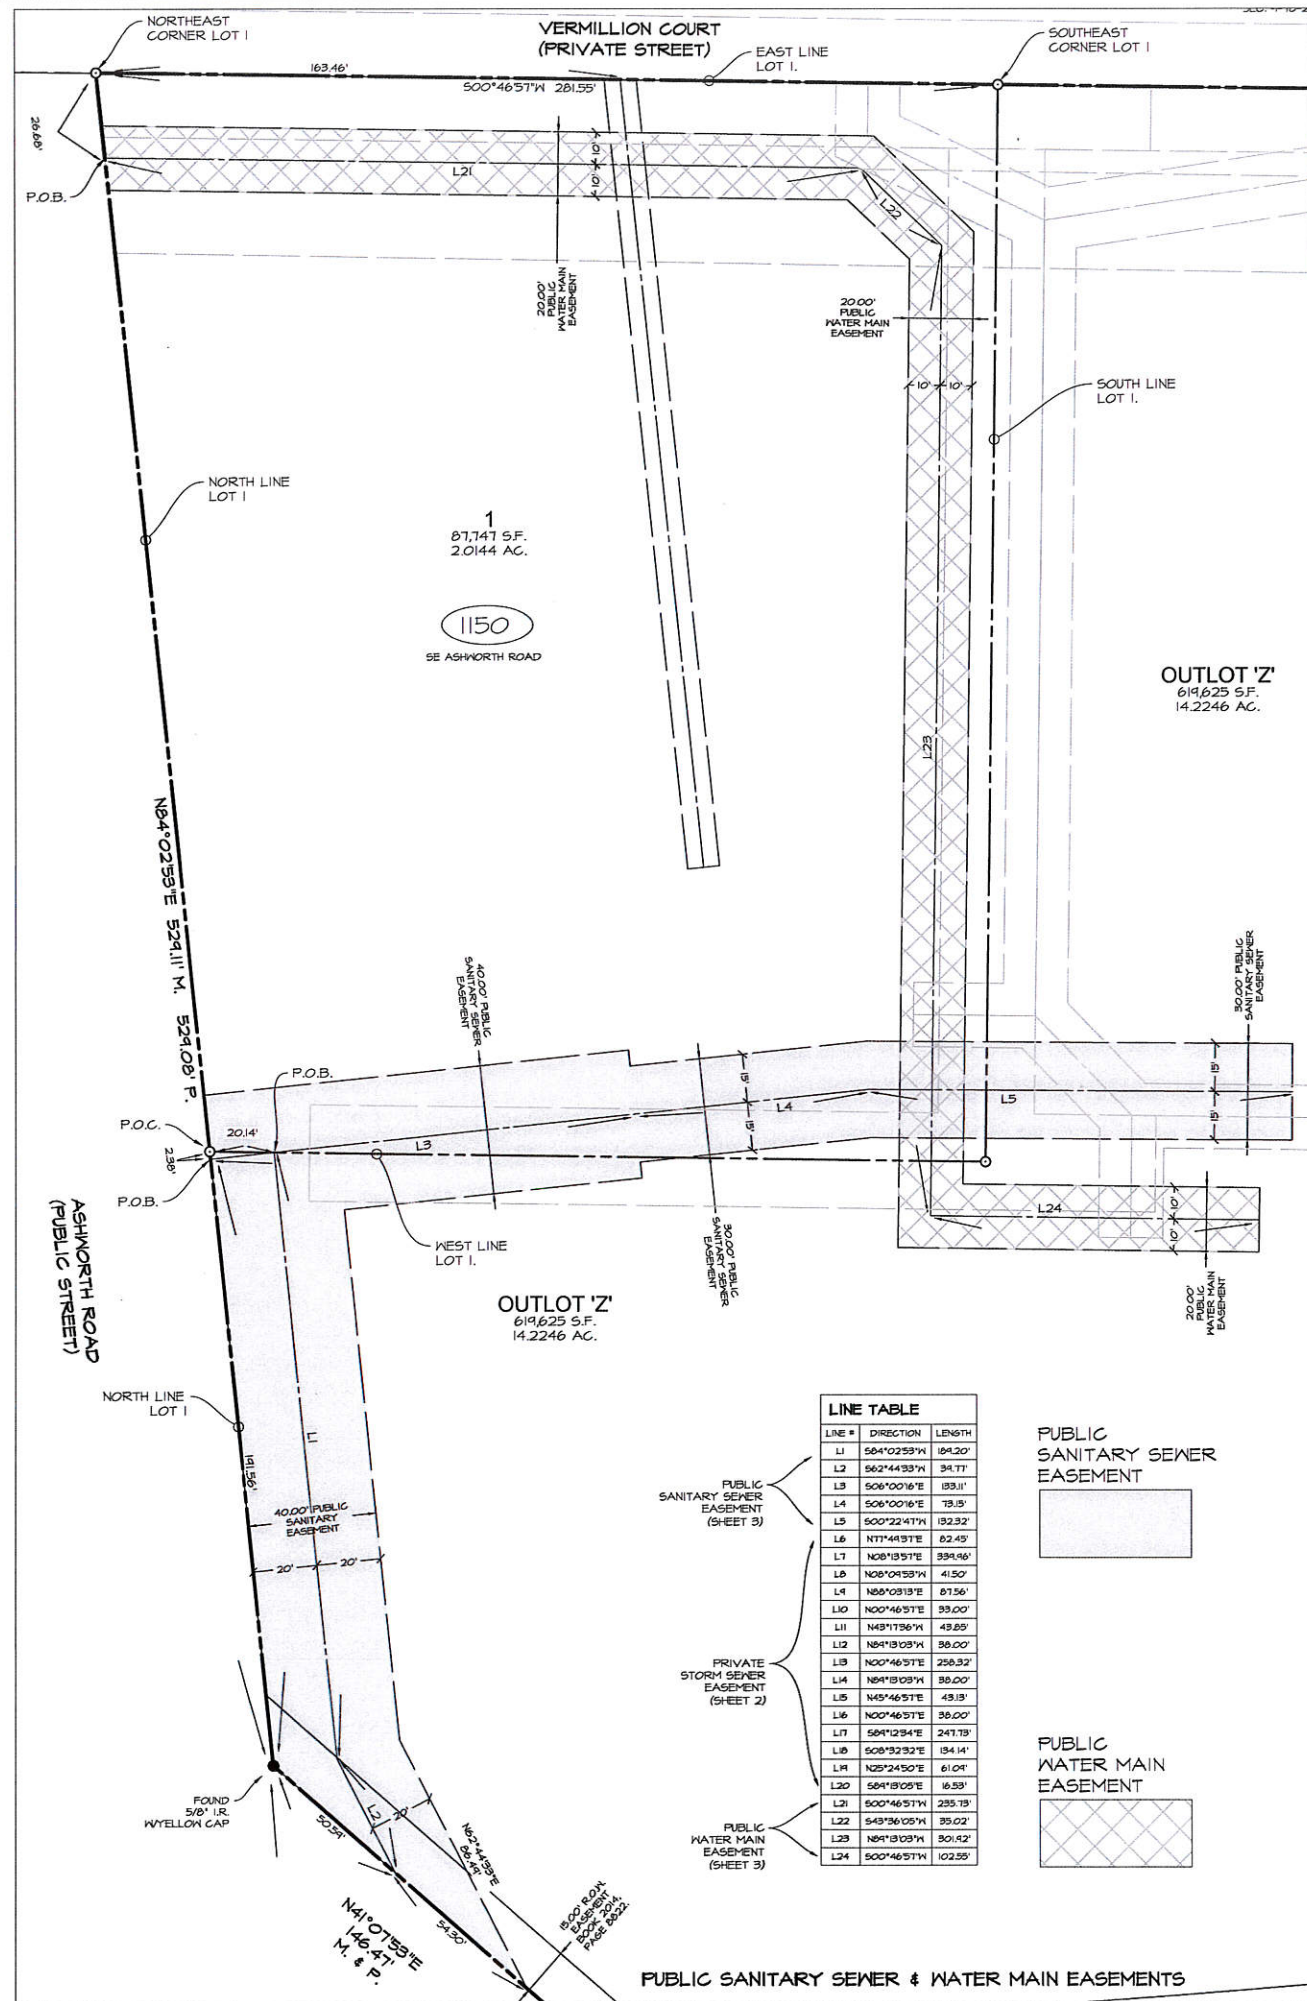 NORTHEAST
CORNER LOT 1
VERMILLION COURT
(PRIVATE STREET)
EAST LINE
LOT 1.
SOUTHEAST
CORNER LOT 1
163.46'
S00°46'57"W 281.55'
26.68'
P.O.B.
10'
10'
L21
L22
20.00'
PUBLIC
WATER MAIN
EASEMENT
20.00'
PUBLIC
WATER MAIN
EASEMENT
10'
10'
SOUTH LINE
LOT 1.
NORTH LINE
LOT 1
1
87,747 S.F.
2.0144 AC.
1150
SE ASHWORTH ROAD
OUTLOT 'Z'
619,625 S.F.
14.2246 AC.
L23
N84°02'53"E 529.11' M. 529.08' P.
40.00' PUBLIC
SANITARY SEWER
EASEMENT
30.00' PUBLIC
SANITARY SEWER
EASEMENT
P.O.B.
15'
15'
L4
L5
15'
15'
P.O.C.
20.14'
L3
2.38'
P.O.B.
ASHWORTH ROAD
(PUBLIC STREET)
WEST LINE
LOT 1.
30.00' PUBLIC
SANITARY SEWER
EASEMENT
L24
10'
10'
20.00'
PUBLIC
WATER MAIN
EASEMENT
OUTLOT 'Z'
619,625 S.F.
14.2246 AC.
NORTH LINE
LOT 1
L1
191.56'
40.00' PUBLIC
SANITARY
EASEMENT
20'
20'
LINE TABLE
LINE # DIRECTION LENGTH
L1 S84°02'53"W 189.20'
L2 S62°44'33"W 39.77'
L3 S06°00'16"E 133.11'
L4 S06°00'16"E 73.15'
L5 S00°22'47"W 132.32'
L6 N77°44'37"E 82.45'
L7 N08°13'57"E 339.96'
L8 N08°09'53"W 41.50'
L9 N88°03'13"E 87.56'
L10 N00°46'57"E 33.00'
L11 N43°17'36"W 43.85'
L12 N89°13'03"W 38.00'
L13 N00°46'57"E 258.32'
L14 N89°13'03"W 38.00'
L15 N45°46'57"E 43.13'
L16 N00°46'57"E 38.00'
L17 S89°12'34"E 247.73'
L18 S08°32'32"E 134.14'
L19 N25°24'50"E 61.09'
L20 S89°13'05"E 16.53'
L21 S00°46'57"W 235.73'
L22 S43°36'05"W 35.02'
L23 N89°13'03"W 301.92'
L24 S00°46'57"W 102.55'
PUBLIC
SANITARY SEWER
EASEMENT
(SHEET 3)
PRIVATE
STORM SEWER
EASEMENT
(SHEET 2)
PUBLIC
WATER MAIN
EASEMENT
(SHEET 3)
PUBLIC
SANITARY SEWER
EASEMENT
PUBLIC
WATER MAIN
EASEMENT
FOUND
5/8" I.R.
W/YELLOW CAP
50.54'
L2
20'
N62°44'33"E
86.49'
54.30'
N41°07'53"E
146.47'
M. & P.
15.00' R.O.W.
EASEMENT
BOOK 2014,
PAGE 8822.
PUBLIC SANITARY SEWER & WATER MAIN EASEMENTS